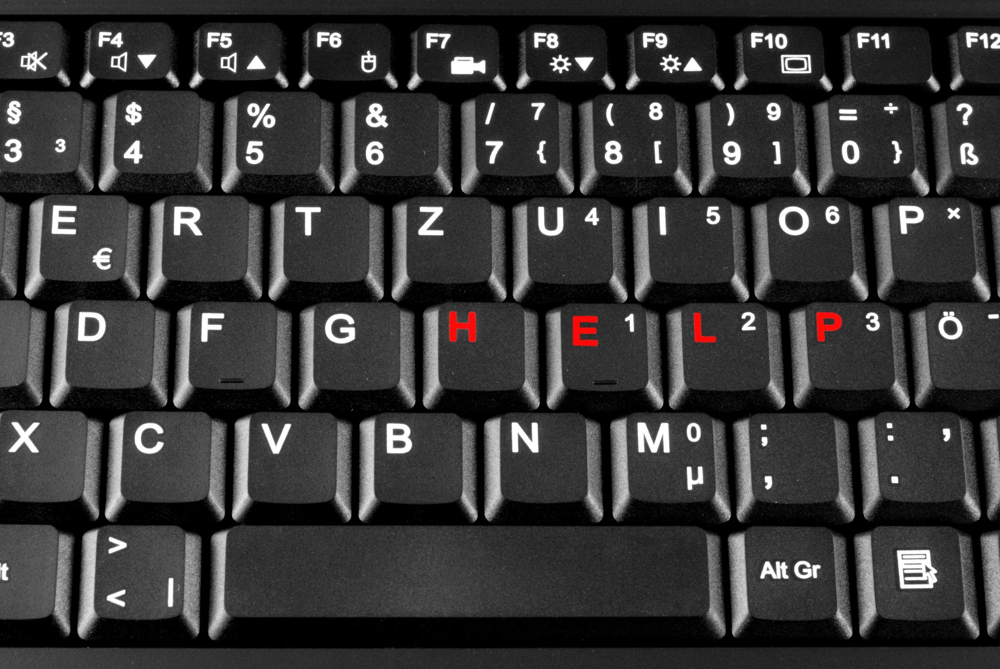 F3 F4 F5 F6 F7 F8 F9 F10 F11 F12
§ $ % & / 7 ( 8 ) 9 = ÷ ?
3 3 4 5 6 7 { 8 [ 9 ] 0 } ß
E R T Z U 4 I 5 O 6 P ×
€
D F G H E 1 L 2 P 3 Ö -
X C V B N M 0 ; : ,
µ , .
>
lt Alt Gr
< |